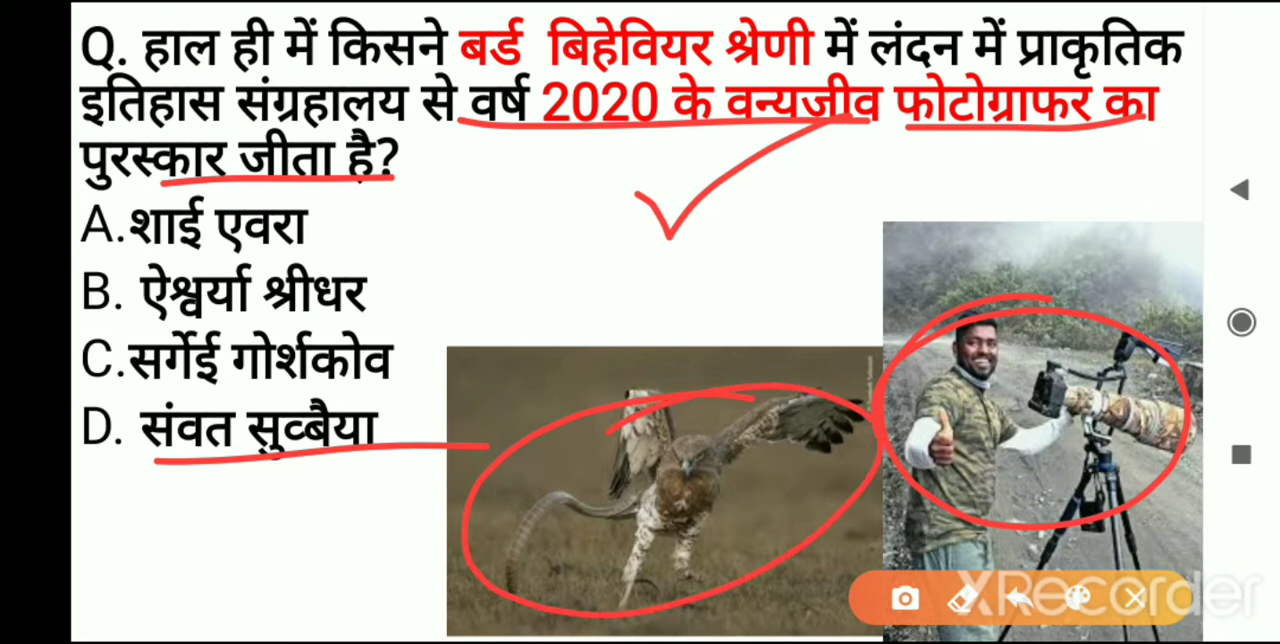 Q. हाल ही में किसने बर्ड बिहेवियर श्रेणी में लंदन में प्राकृतिक
इतिहास संग्रहालय से वर्ष 2020 के वन्यजीव फोटोग्राफर का
पुरस्कार जीता है?
A.शाई एवरा
B. ऐश्वर्या श्रीधर
C.सर्गेई गोर्शकोव
D. संवत सुव्बैया
XRecorder